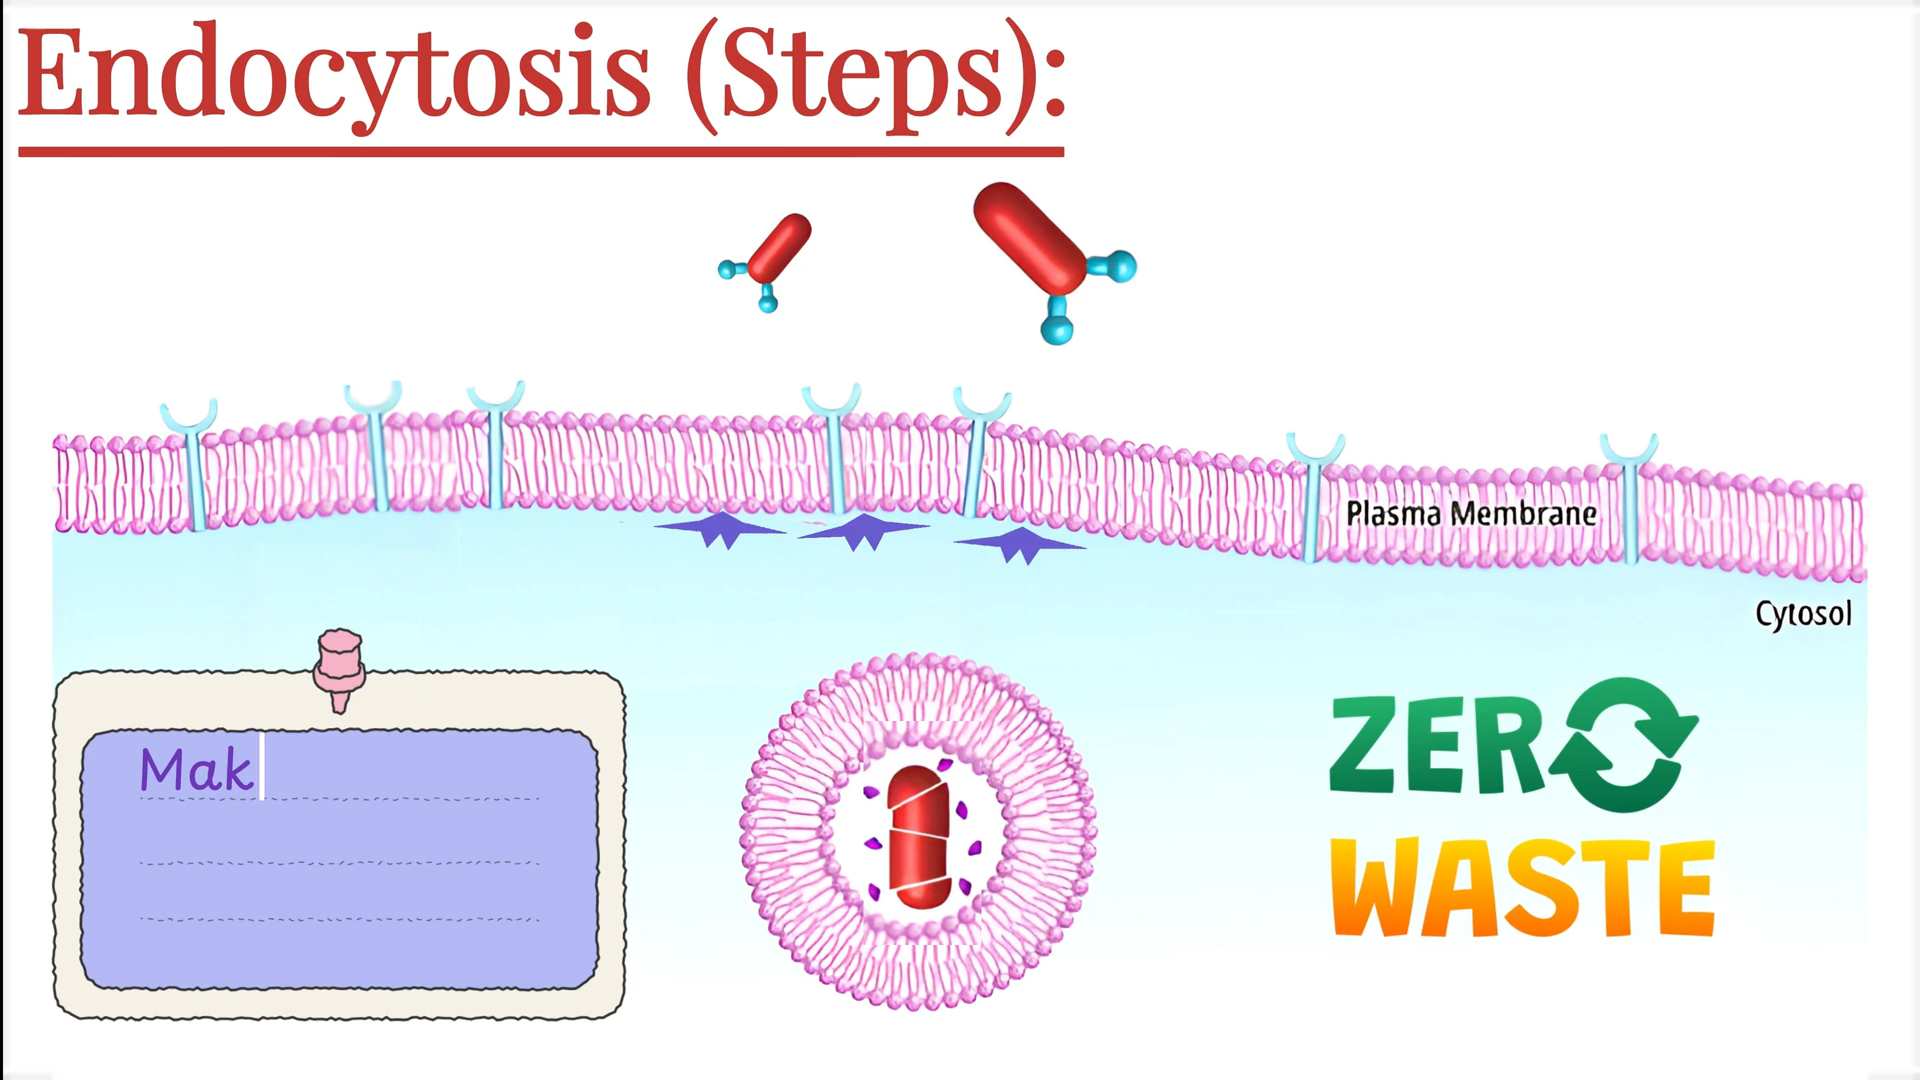 Endocytosis (Steps):
Plasma Membrane
Cytosol
Mak
ZERO
WASTE